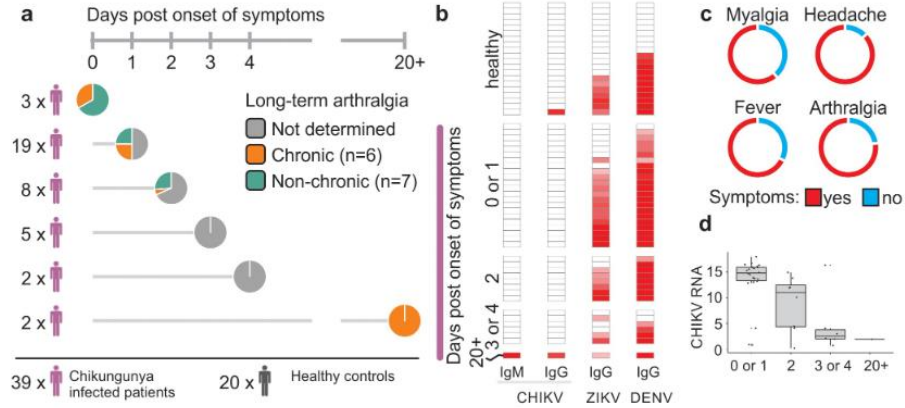 a
Days post onset of symptoms
0 1 2 3 4 20+
3 x
19 x
8 x
5 x
2 x
2 x
Long-term arthralgia
Not determined
Chronic (n=6)
Non-chronic (n=7)
39 x Chikungunya
infected patients
20 x Healthy controls
b
healthy
Days post onset of symptoms
0 or 1
2
3 or 4
20+
IgM IgG IgG IgG
CHIKV ZIKV DENV
c
Myalgia Headache
Fever Arthralgia
Symptoms: yes no
d
CHIKV RNA
15
10
5
0
0 or 1 2 3 or 4 20+